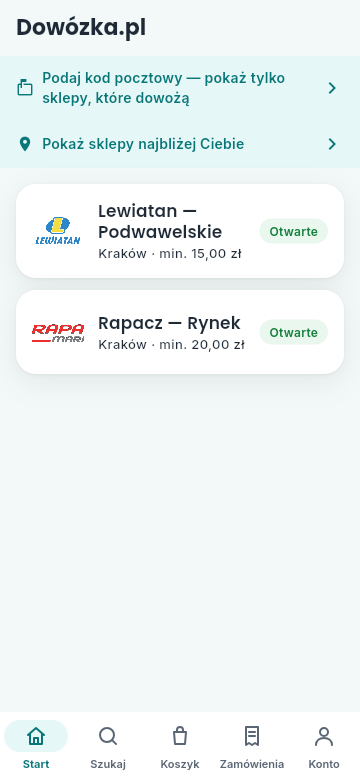 Dowózka.pl
Podaj kod pocztowy — pokaż tylko
sklepy, które dowożą
Pokaż sklepy najbliżej Ciebie
Lewiatan —
Podwawelskie
Kraków · min. 15,00 zł
Otwarte
LEWIATAN
Rapacz — Rynek
Kraków · min. 20,00 zł
Otwarte
RAPA
mari
Start
Szukaj
Koszyk
Zamówienia
Konto